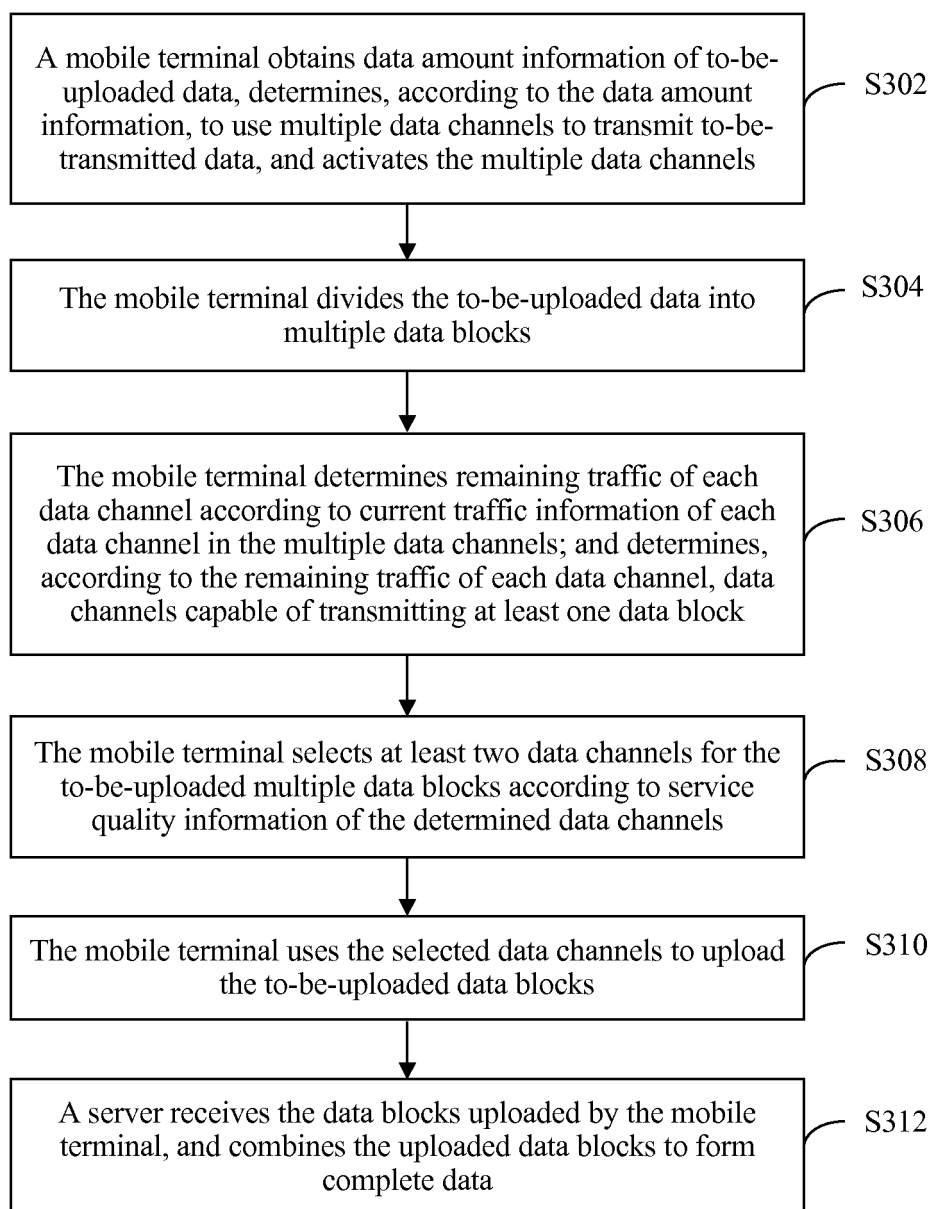 A mobile terminal obtains data amount information of to-be-
uploaded data, determines, according to the data amount
information, to use multiple data channels to transmit to-be-
transmitted data, and activates the multiple data channels
S302
The mobile terminal divides the to-be-uploaded data into
multiple data blocks
S304
The mobile terminal determines remaining traffic of each
data channel according to current traffic information of each
data channel in the multiple data channels; and determines,
according to the remaining traffic of each data channel, data
channels capable of transmitting at least one data block
S306
The mobile terminal selects at least two data channels for the
to-be-uploaded multiple data blocks according to service
quality information of the determined data channels
S308
The mobile terminal uses the selected data channels to upload
the to-be-uploaded data blocks
S310
A server receives the data blocks uploaded by the mobile
terminal, and combines the uploaded data blocks to form
complete data
S312